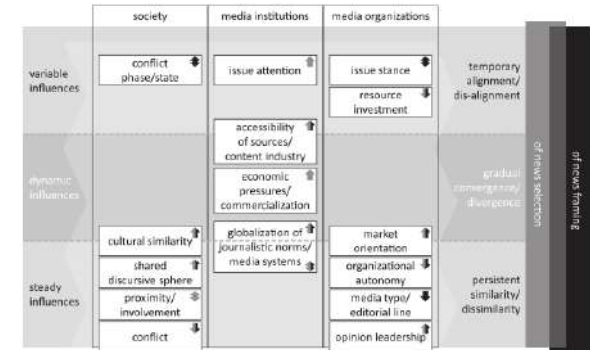 society
media institutions
media organizations
variable
influences
conflict
phase/state
issue attention
issue stance
resource
investment
temporary
alignment/
dis-alignment
accessibility
of sources/
content industry
dynamic
influences
economic
pressures/
commercialization
gradual
convergence/
divergence
cultural similarity
globalization of
journalistic norms/
media systems
market
orientation
shared
discursive sphere
organizational
autonomy
steady
influences
proximity/
involvement
media type/
editorial line
persistent
similarity/
dissimilarity
conflict
opinion leadership
of news selection
of news framing